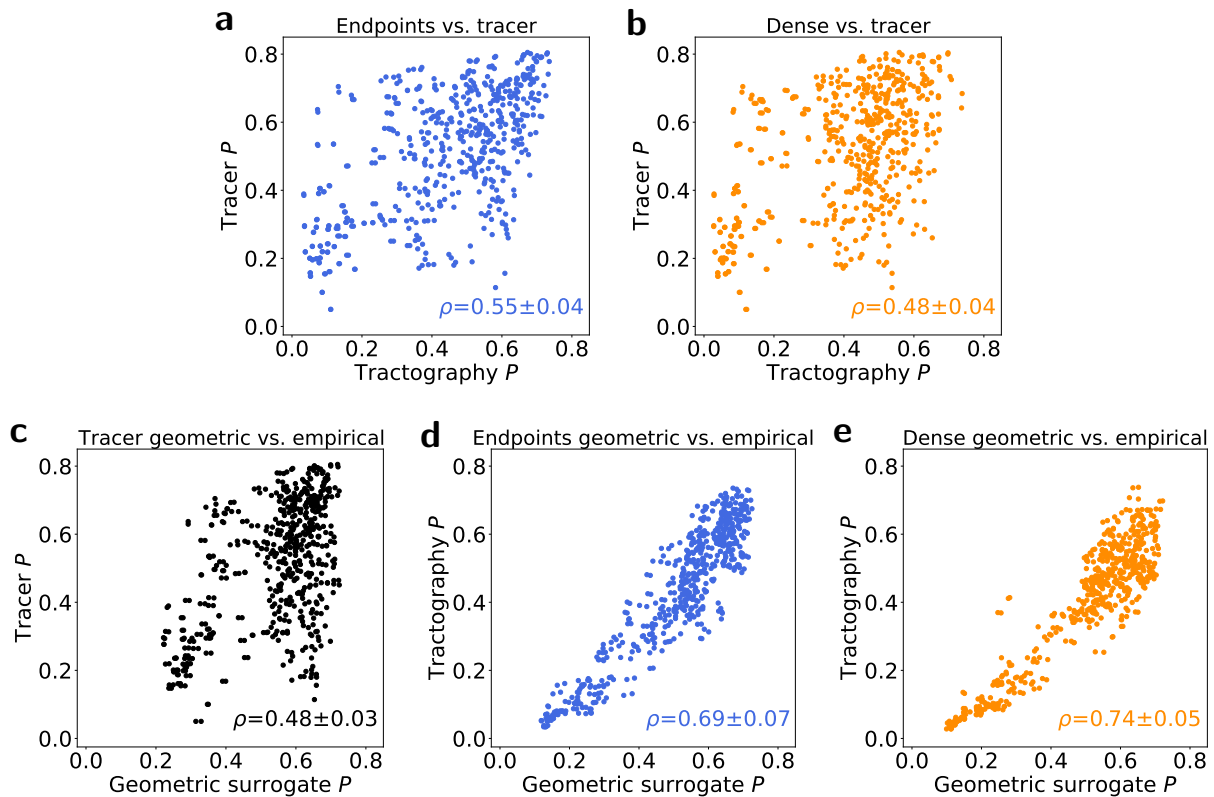 a
Endpoints vs. tracer
0.8
0.6
0.4
0.2
0.0
Tracer P
ρ=0.55±0.04
0.0 0.2 0.4 0.6 0.8
Tractography P
b
Dense vs. tracer
0.8
0.6
0.4
0.2
0.0
Tracer P
ρ=0.48±0.04
0.0 0.2 0.4 0.6 0.8
Tractography P
c
Tracer geometric vs. empirical
0.8
0.6
0.4
0.2
0.0
Tracer P
ρ=0.48±0.03
0.0 0.2 0.4 0.6 0.8
Geometric surrogate P
d
Endpoints geometric vs. empirical
0.8
0.6
0.4
0.2
0.0
Tractography P
ρ=0.69±0.07
0.0 0.2 0.4 0.6 0.8
Geometric surrogate P
e
Dense geometric vs. empirical
0.8
0.6
0.4
0.2
0.0
Tractography P
ρ=0.74±0.05
0.0 0.2 0.4 0.6 0.8
Geometric surrogate P